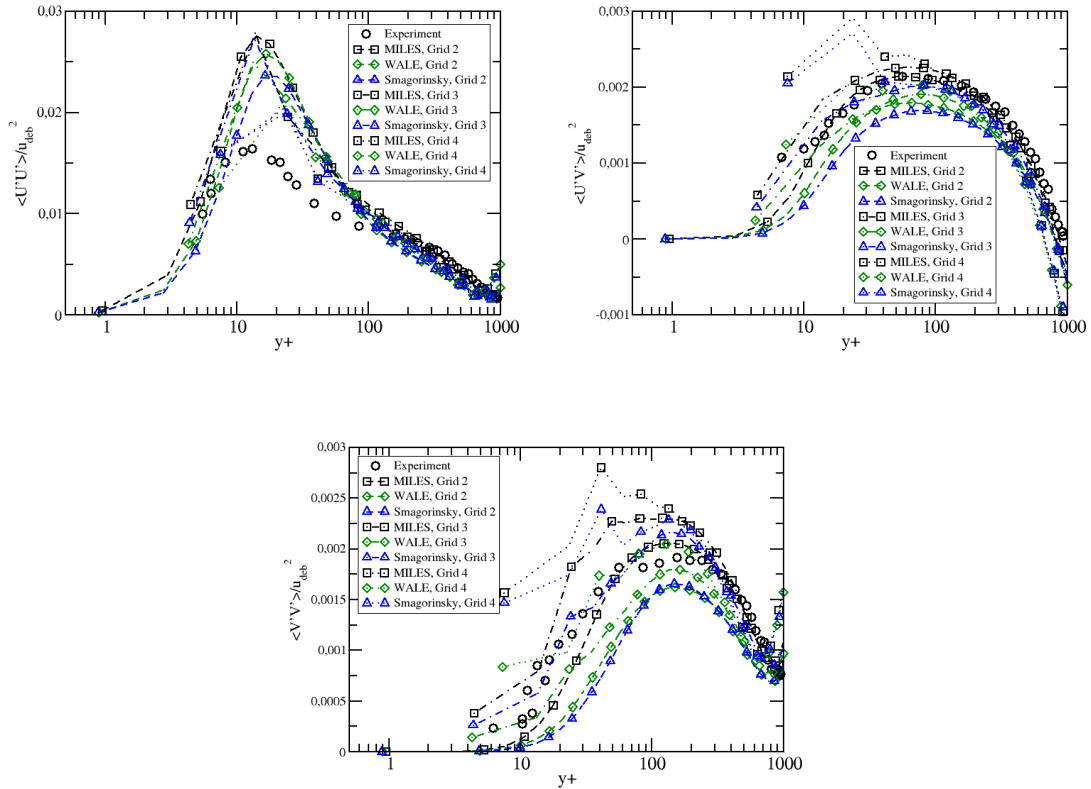 0,03
0,02
0,01
0
<U'U'>/u_deb^2
1 10 100 1000
y+
Experiment
MILES, Grid 2
WALE, Grid 2
Smagorinsky, Grid 2
MILES, Grid 3
WALE, Grid 3
Smagorinsky, Grid 3
MILES, Grid 4
WALE, Grid 4
Smagorinsky, Grid 4
0,003
0,002
0,001
0
-0,001
<U'V'>/u_deb^2
1 10 100 1000
y+
Experiment
MILES, Grid 2
WALE, Grid 2
Smagorinsky, Grid 2
MILES, Grid 3
WALE, Grid 3
Smagorinsky, Grid 3
MILES, Grid 4
WALE, Grid 4
Smagorinsky, Grid 4
0,003
0,0025
0,002
0,0015
0,001
0,0005
0
<V'V'>/u_deb^2
1 10 100 1000
y+
Experiment
MILES, Grid 2
WALE, Grid 2
Smagorinsky, Grid 2
MILES, Grid 3
WALE, Grid 3
Smagorinsky, Grid 3
MILES, Grid 4
WALE, Grid 4
Smagorinsky, Grid 4